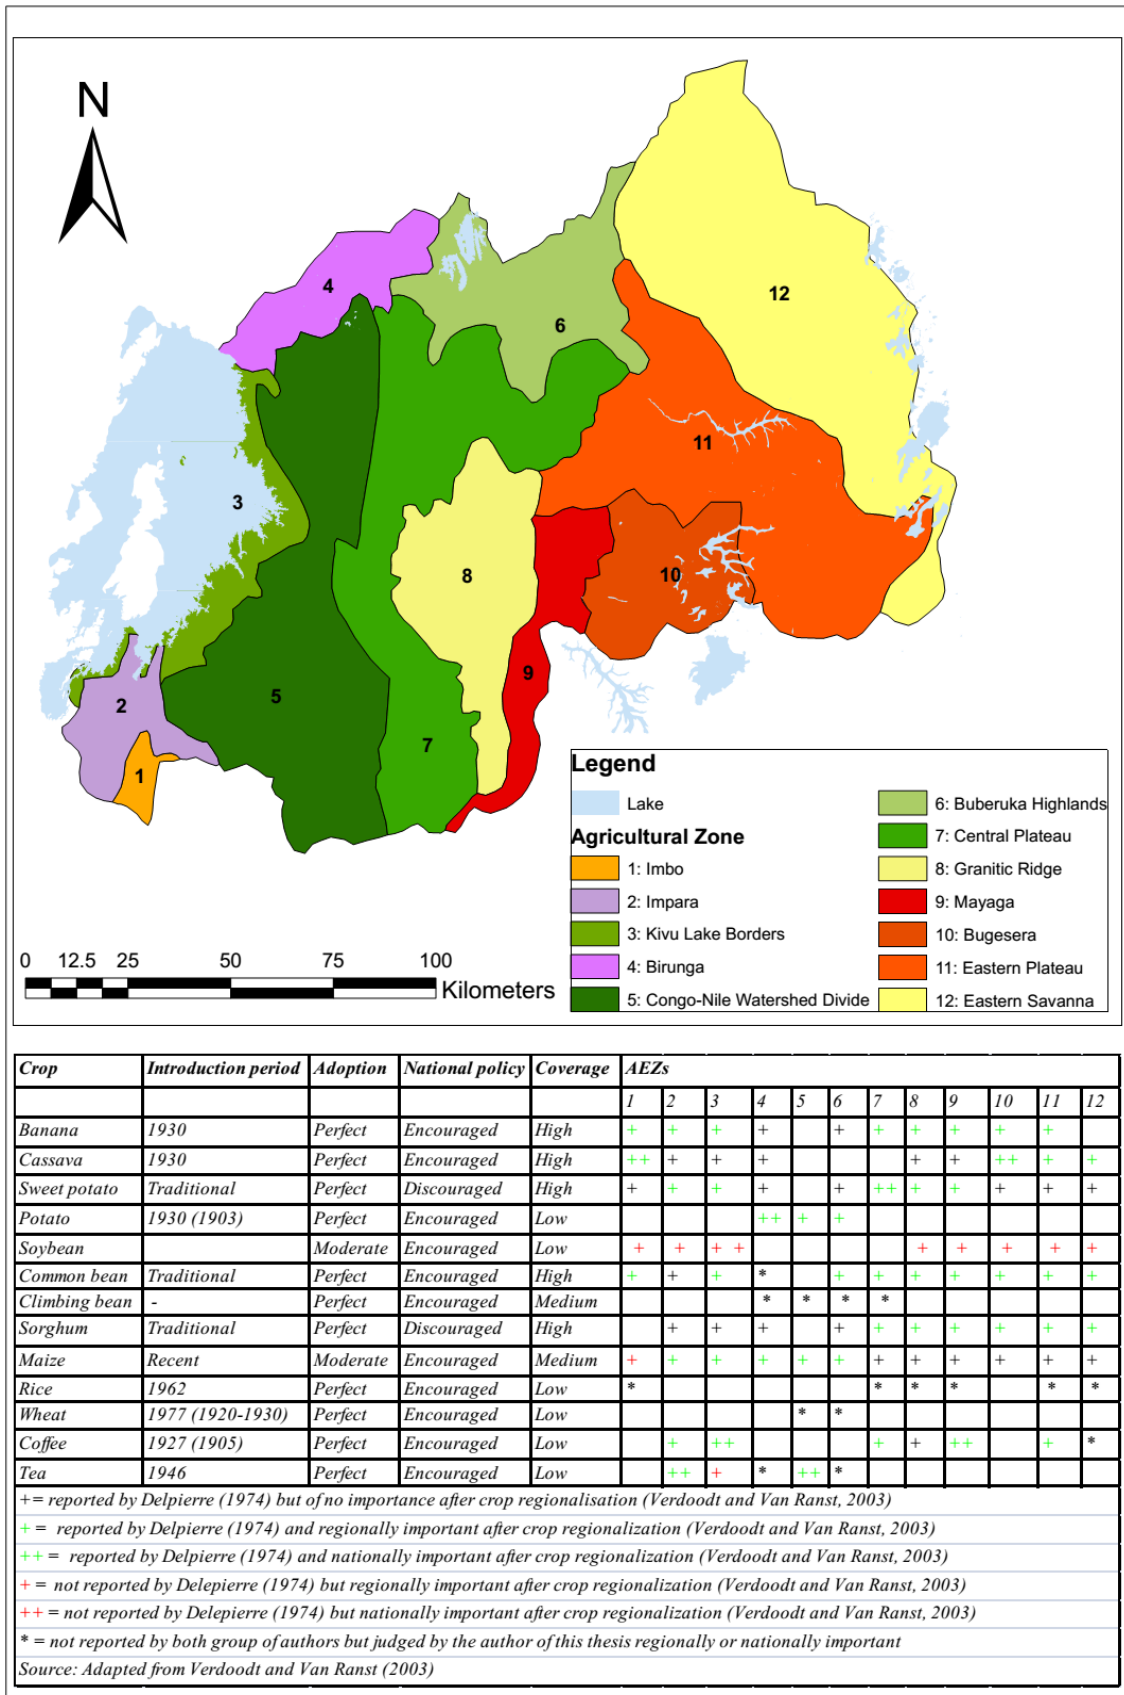 N
4
12
6
3
11
8
10
9
5
2
7
1
Legend
Lake
Agricultural Zone
1: Imbo
2: Impara
3: Kivu Lake Borders
4: Birunga
5: Congo-Nile Watershed Divide
6: Buberuka Highlands
7: Central Plateau
8: Granitic Ridge
9: Mayaga
10: Bugesera
11: Eastern Plateau
12: Eastern Savanna
0 12.5 25 50 75 100
Kilometers
Crop Introduction period Adoption National policy Coverage AEZs
1 2 3 4 5 6 7 8 9 10 11 12
Banana 1930 Perfect Encouraged High + + + + + + + + + +
Cassava 1930 Perfect Encouraged High ++ + + + + + ++ + +
Sweet potato Traditional Perfect Discouraged High + + + + + ++ + + + + +
Potato 1930 (1903) Perfect Encouraged Low ++ + +
Soybean Moderate Encouraged Low + + + + + + + + +
Common bean Traditional Perfect Encouraged High + + + * + + + + + + +
Climbing bean - Perfect Encouraged Medium * * * *
Sorghum Traditional Perfect Discouraged High + + + + + + + + + +
Maize Recent Moderate Encouraged Medium + + + + + + + + + + + +
Rice 1962 Perfect Encouraged Low * * * * * *
Wheat 1977 (1920-1930) Perfect Encouraged Low * *
Coffee 1927 (1905) Perfect Encouraged Low + ++ + + ++ + *
Tea 1946 Perfect Encouraged Low ++ + * ++ *
+= reported by Delpierre (1974) but of no importance after crop regionalisation (Verdoodt and Van Ranst, 2003)
+ = reported by Delpierre (1974) and regionally important after crop regionalization (Verdoodt and Van Ranst, 2003)
++ = reported by Delpierre (1974) and nationally important after crop regionalization (Verdoodt and Van Ranst, 2003)
+ = not reported by Delepierre (1974) but regionally important after crop regionalization (Verdoodt and Van Ranst, 2003)
++ = not reported by Delepierre (1974) but nationally important after crop regionalization (Verdoodt and Van Ranst, 2003)
* = not reported by both group of authors but judged by the author of this thesis regionally or nationally important
Source: Adapted from Verdoodt and Van Ranst (2003)